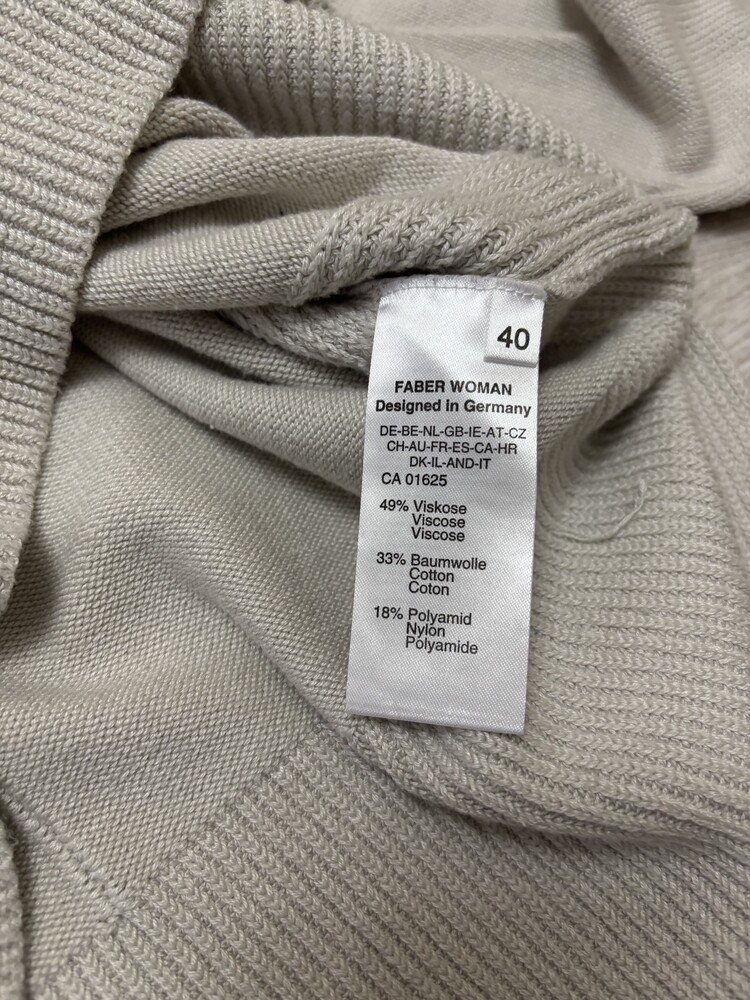 40
FABER WOMAN
Designed in Germany
DE-BE-NL-GB-IE-AT-CZ
CH-AU-FR-ES-CA-HR
DK-IL-AND-IT
CA 01625
49% Viskose
Viscose
Viscose
33% Baumwolle
Cotton
Coton
18% Polyamid
Nylon
Polyamide